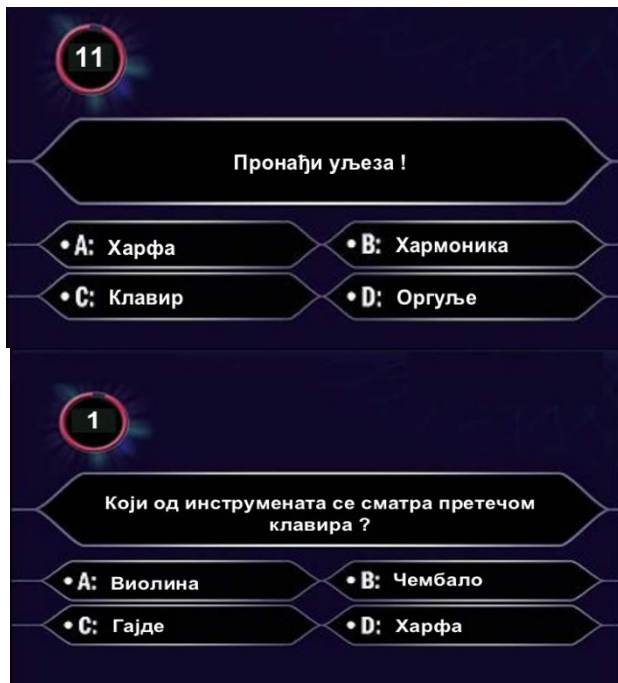 11
Пронађи уљеза !
• A: Харфа
• B: Хармоника
• C: Клавир
• D: Оргуље
1
Који од инструмената се сматра претечом
клавира ?
• A: Виолина
• B: Чембало
• C: Гајде
• D: Харфа